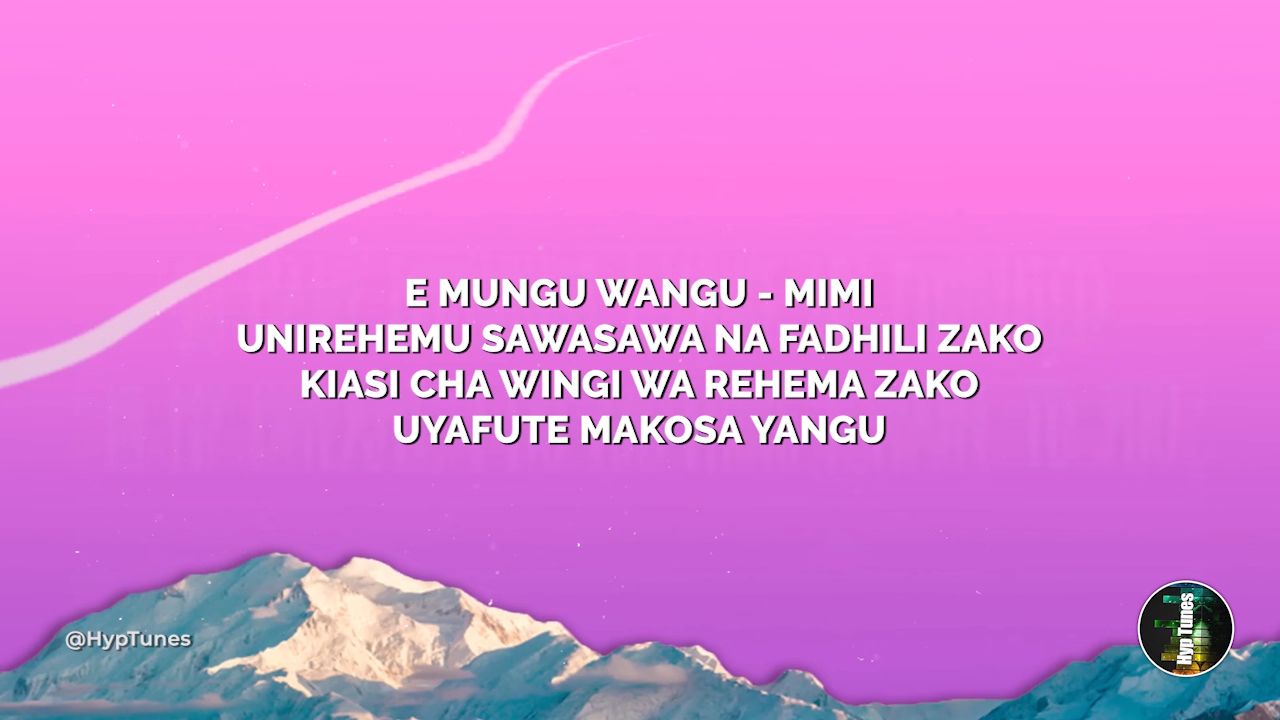 E MUNGU WANGU - MIMI
UNIREHEMU SAWASAWA NA FADHILI ZAKO
KIASI CHA WINGI WA REHEMA ZAKO
UYAFUTE MAKOSA YANGU
@HypTunes
Hyp Tunes